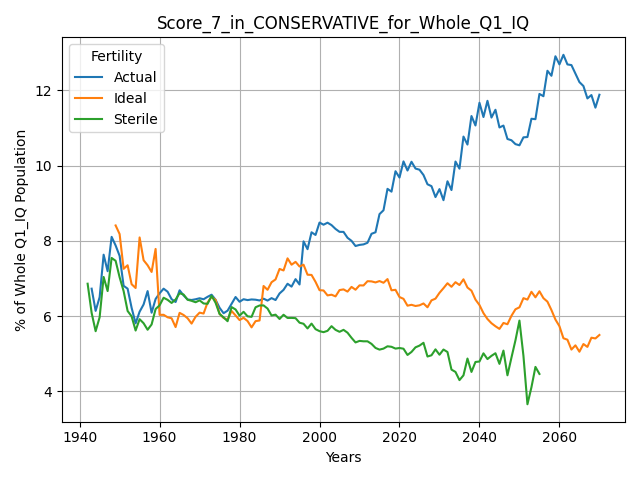 Score_7_in_CONSERVATIVE_for_Whole_Q1_IQ
Fertility
Actual
Ideal
Sterile
% of Whole Q1_IQ Population
12
10
8
6
4
1940 1960 1980 2000 2020 2040 2060
Years